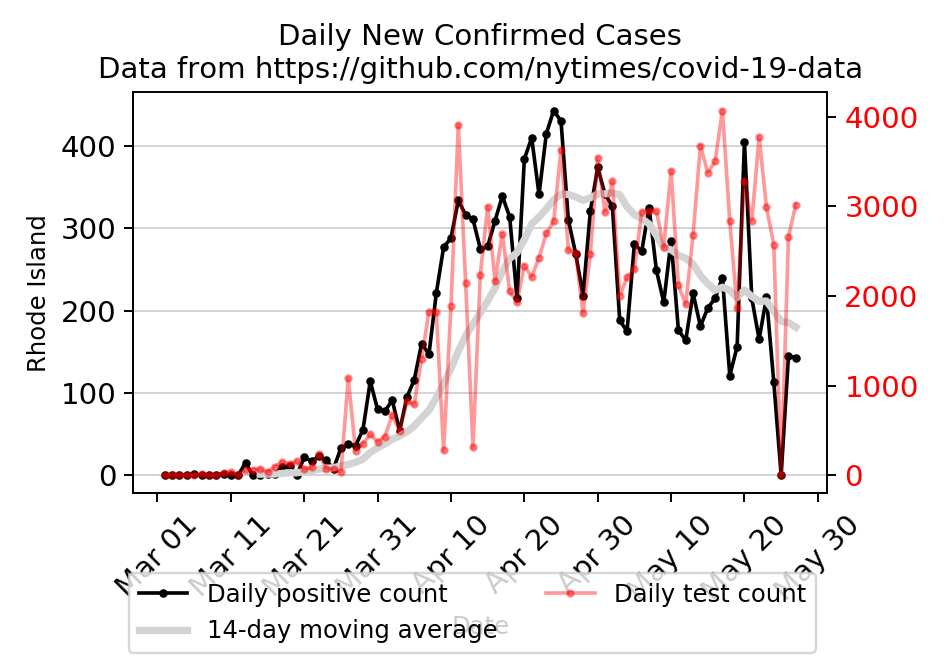 Daily New Confirmed Cases
Data from https://github.com/nytimes/covid-19-data
Rhode Island
400
300
200
100
0
4000
3000
2000
1000
0
Mar 01
Mar 11
Mar 21
Mar 31
Apr 10
Apr 20
Apr 30
May 10
May 20
May 30
Date
Daily positive count
14-day moving average
Daily test count